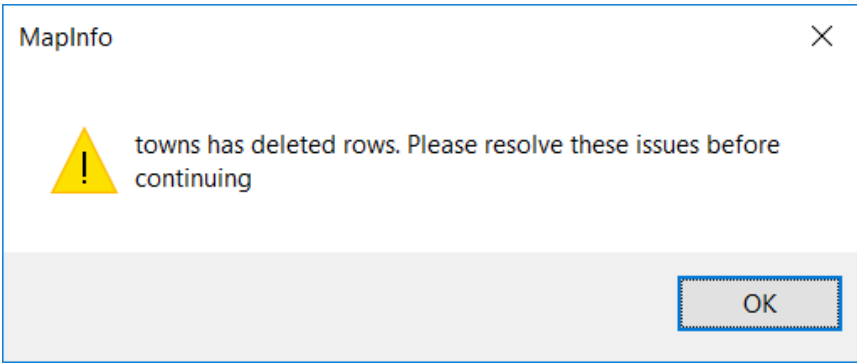 MapInfo
towns has deleted rows. Please resolve these issues before
continuing
OK